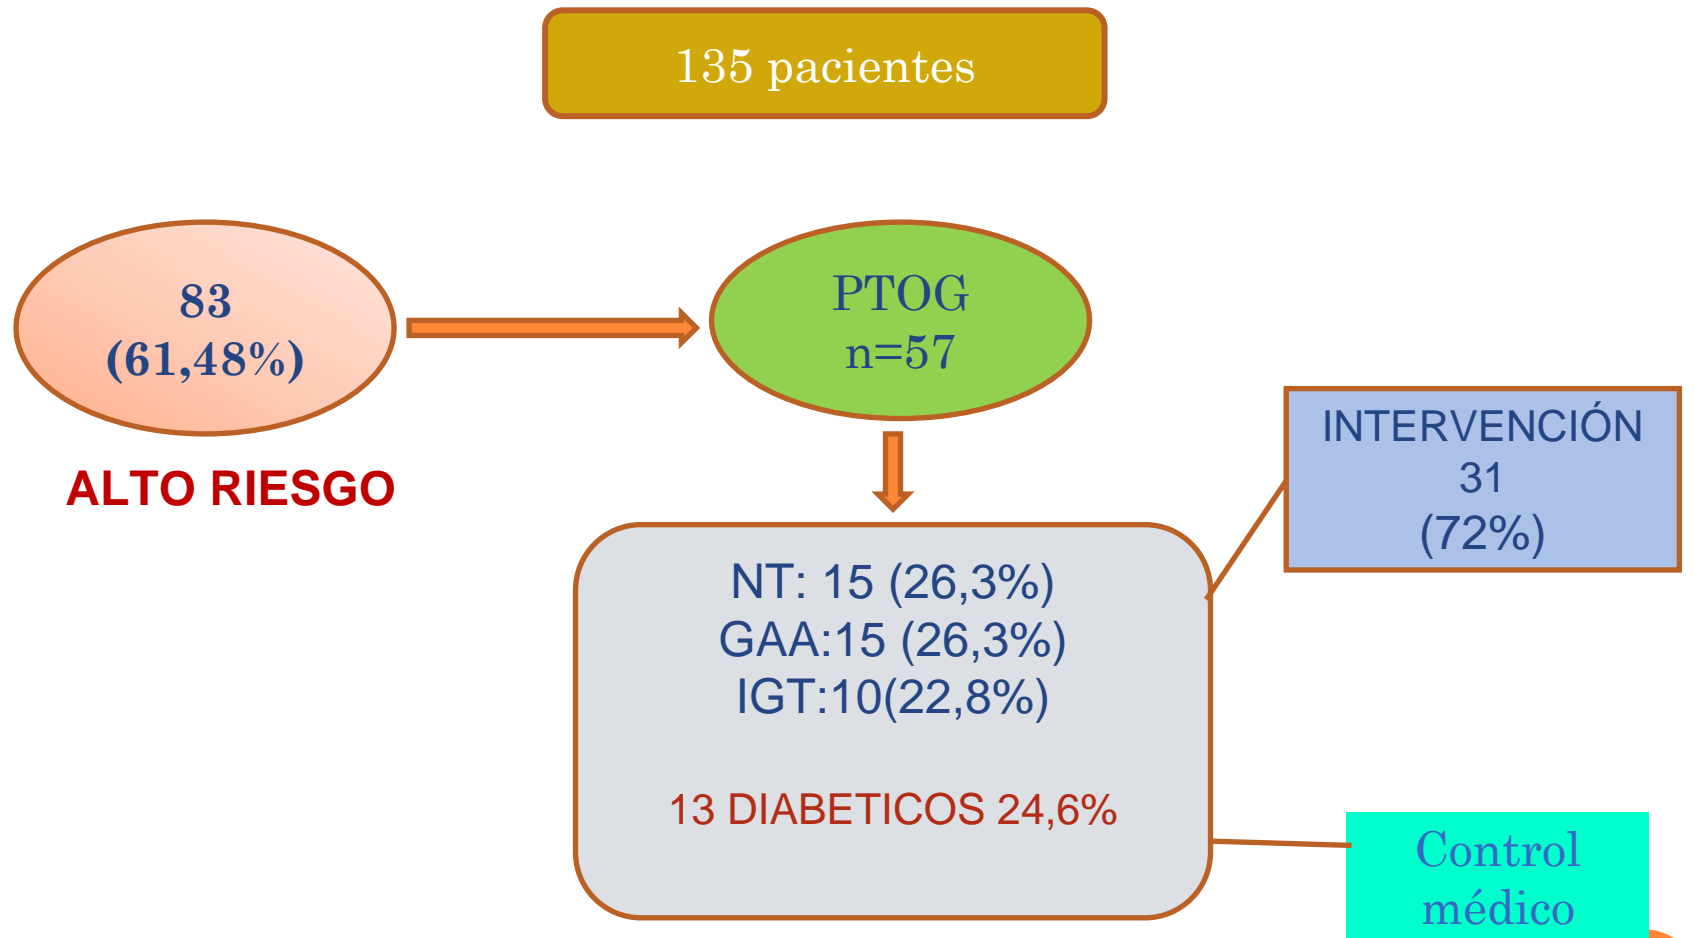 135 pacientes
83
(61,48%)
ALTO RIESGO
PTOG
n=57
INTERVENCIÓN
31
(72%)
NT: 15 (26,3%)
GAA:15 (26,3%)
IGT:10(22,8%)
13 DIABETICOS 24,6%
Control
médico